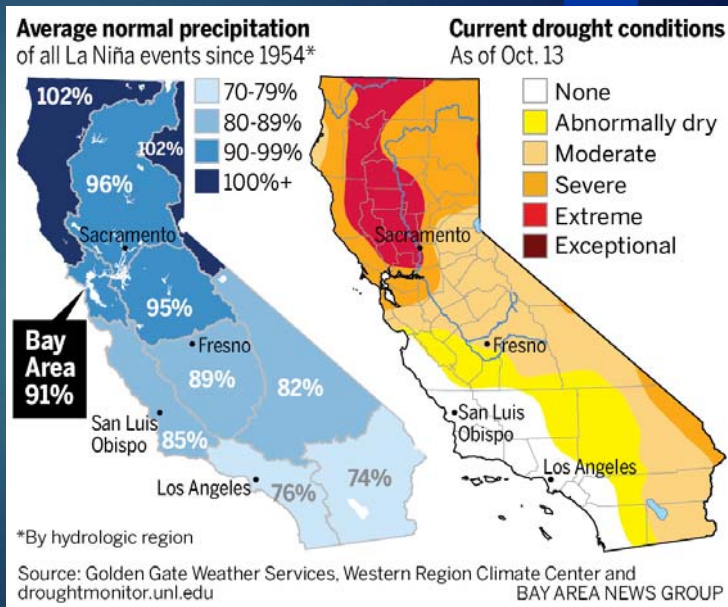 Average normal precipitation
of all La Niña events since 1954*
102%
70-79%
80-89%
90-99%
100%+
102%
96%
Sacramento
95%
Bay
Area
91%
Fresno
89%
82%
San Luis
Obispo
85%
Los Angeles
76%
74%
*By hydrologic region
Current drought conditions
As of Oct. 13
None
Abnormally dry
Moderate
Severe
Extreme
Exceptional
Sacramento
Fresno
San Luis
Obispo
Los Angeles
Source: Golden Gate Weather Services, Western Region Climate Center and
droughtmonitor.unl.edu
BAY AREA NEWS GROUP